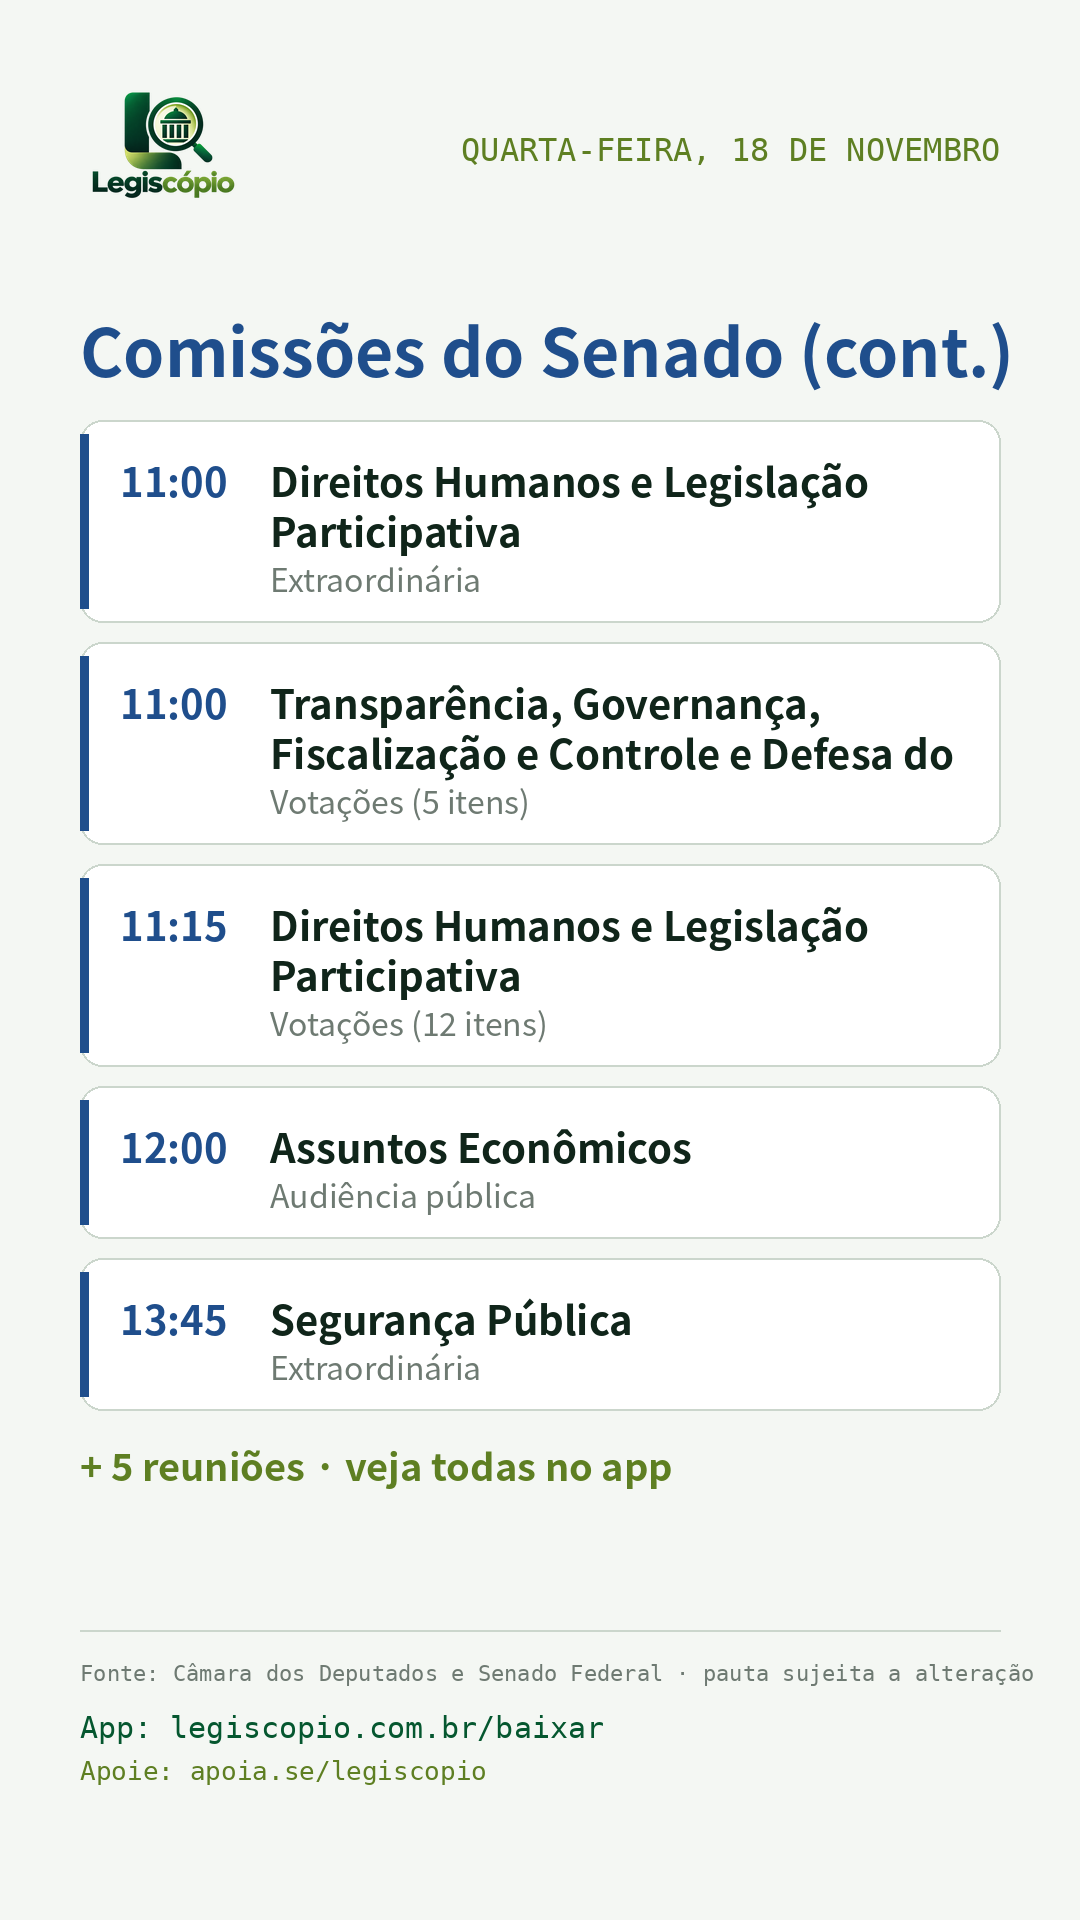 Legiscópio
QUARTA-FEIRA, 18 DE NOVEMBRO
Comissões do Senado (cont.)
11:00 Direitos Humanos e Legislação
Participativa
Extraordinária
11:00 Transparência, Governança,
Fiscalização e Controle e Defesa do
Votações (5 itens)
11:15 Direitos Humanos e Legislação
Participativa
Votações (12 itens)
12:00 Assuntos Econômicos
Audiência pública
13:45 Segurança Pública
Extraordinária
+ 5 reuniões · veja todas no app
Fonte: Câmara dos Deputados e Senado Federal · pauta sujeita a alteração
App: legiscopio.com.br/baixar
Apoie: apoia.se/legiscopio